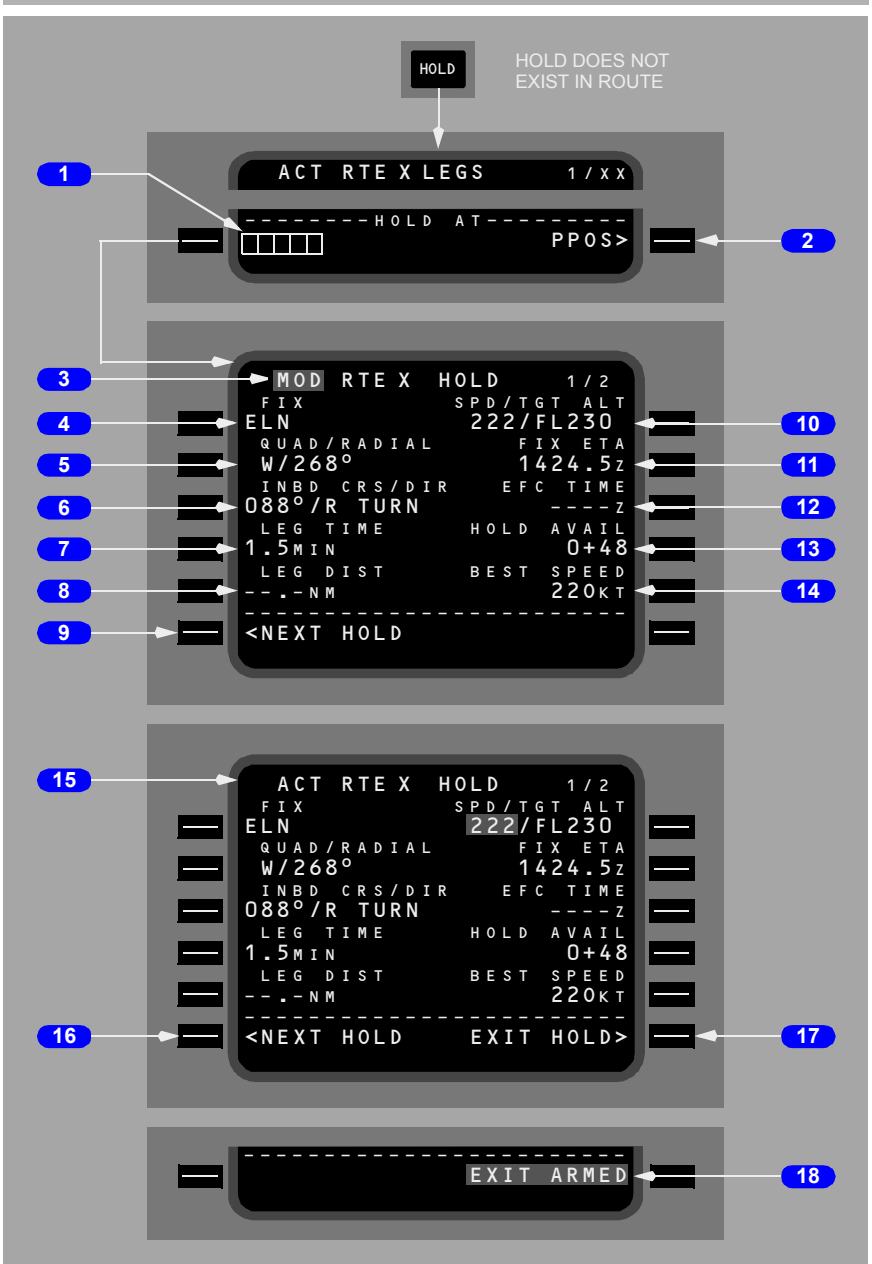 HOLD
HOLD DOES NOT
EXIST IN ROUTE
1
ACT RTE X LEGS 1/XX
--------HOLD AT---------
□□□□□ PPOS>
2
3
MOD RTE X HOLD 1/2
FIX SPD/TGT ALT
4
ELN 222/FL230
10
QUAD/RADIAL FIX ETA
5
W/268° 1424.5Z
11
INBD CRS/DIR EFC TIME
6
088°/R TURN ----Z
12
LEG TIME HOLD AVAIL
7
1.5MIN 0+48
13
LEG DIST BEST SPEED
8
--.-NM 220KT
14
------------------------
9
<NEXT HOLD
15
ACT RTE X HOLD 1/2
FIX SPD/TGT ALT
ELN 222/FL230
QUAD/RADIAL FIX ETA
W/268° 1424.5Z
INBD CRS/DIR EFC TIME
088°/R TURN ----Z
LEG TIME HOLD AVAIL
1.5MIN 0+48
LEG DIST BEST SPEED
--.-NM 220KT
------------------------
16
<NEXT HOLD EXIT HOLD>
17
------------------------
EXIT ARMED
18